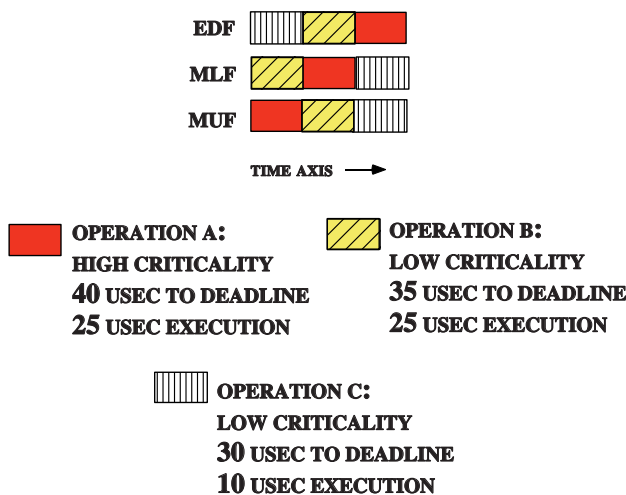 EDF
MLF
MUF
TIME AXIS
OPERATION A:
HIGH CRITICALITY
40 USEC TO DEADLINE
25 USEC EXECUTION
OPERATION B:
LOW CRITICALITY
35 USEC TO DEADLINE
25 USEC EXECUTION
OPERATION C:
LOW CRITICALITY
30 USEC TO DEADLINE
10 USEC EXECUTION